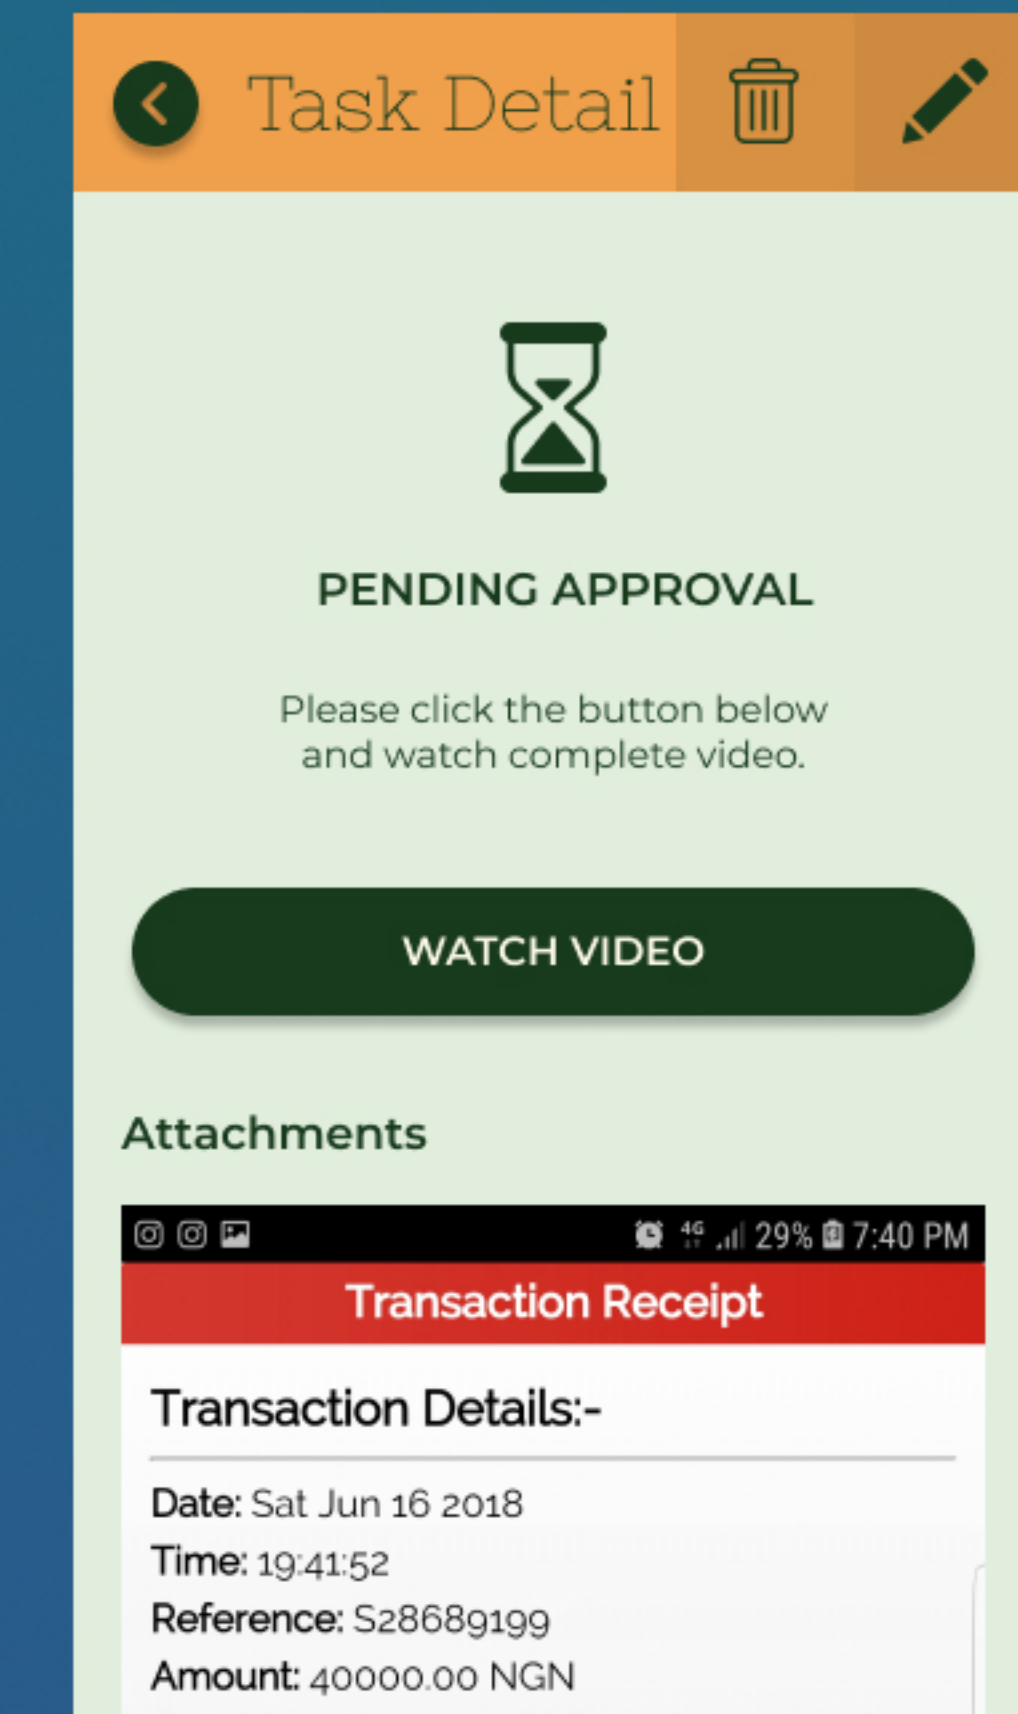 Task Detail
PENDING APPROVAL
Please click the button below
and watch complete video.
WATCH VIDEO
Attachments
4G 29% 7:40 PM
Transaction Receipt
Transaction Details:-
Date: Sat Jun 16 2018
Time: 19:41:52
Reference: S28689199
Amount: 40000.00 NGN